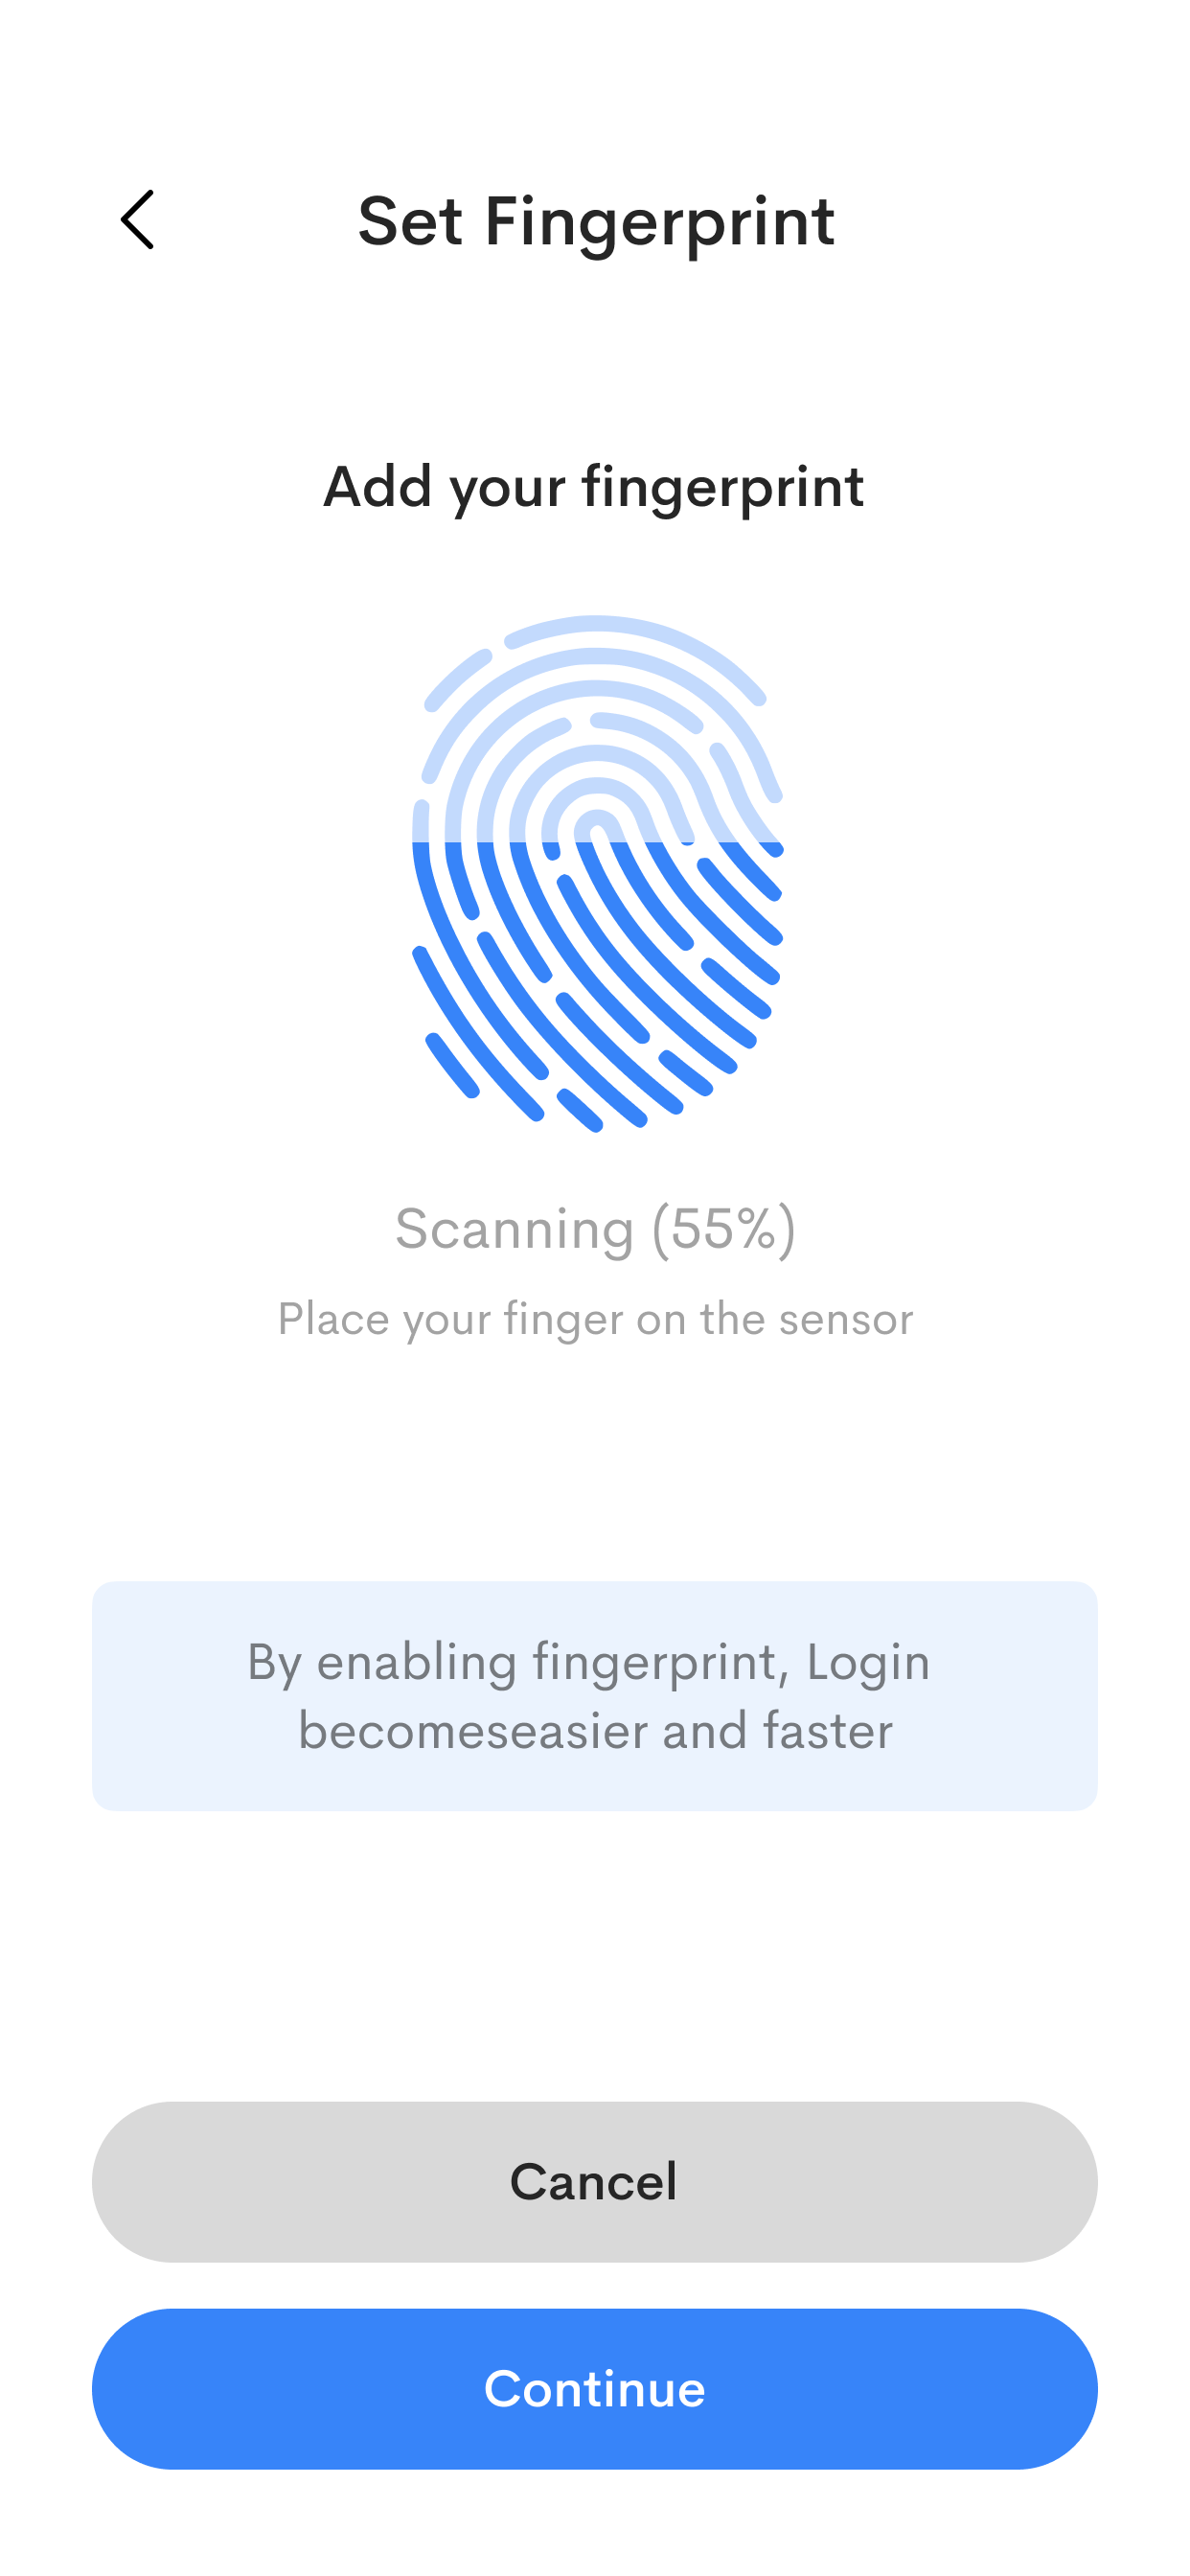 Set Fingerprint
Add your fingerprint
Scanning (55%)
Place your finger on the sensor
By enabling fingerprint, Login
becomeseasier and faster
Cancel
Continue